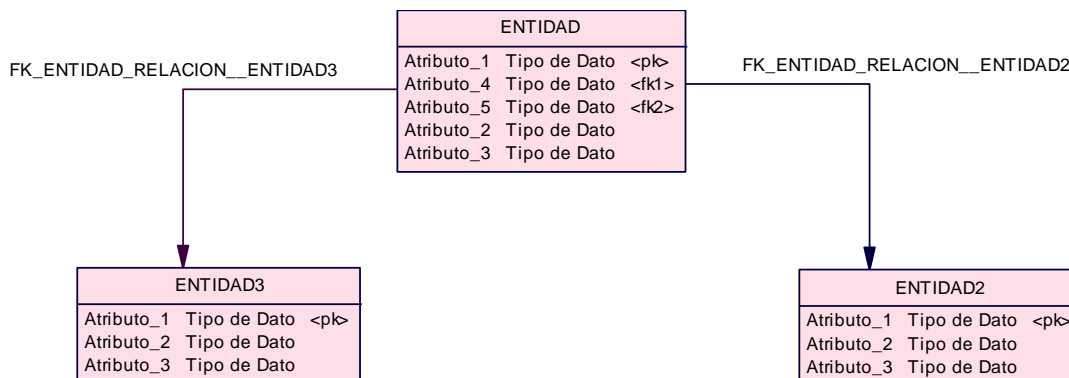 ENTIDAD
Atributo_1 Tipo de Dato <pk>
Atributo_4 Tipo de Dato <fk1>
Atributo_5 Tipo de Dato <fk2>
Atributo_2 Tipo de Dato
Atributo_3 Tipo de Dato
FK_ENTIDAD_RELACION__ENTIDAD3
FK_ENTIDAD_RELACION__ENTIDAD2
ENTIDAD3
Atributo_1 Tipo de Dato <pk>
Atributo_2 Tipo de Dato
Atributo_3 Tipo de Dato
ENTIDAD2
Atributo_1 Tipo de Dato <pk>
Atributo_2 Tipo de Dato
Atributo_3 Tipo de Dato